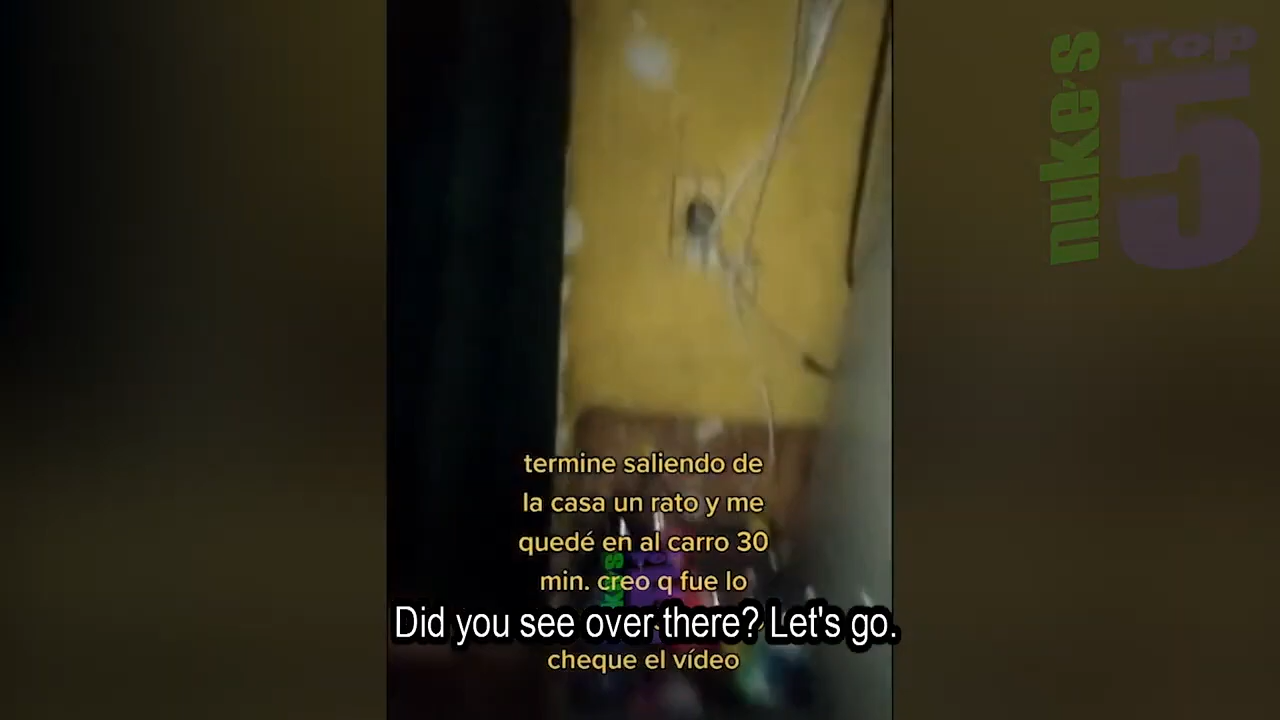 nuke's
Top
5
termine saliendo de
la casa un rato y me
quedé en al carro 30
min. creo q fue lo
Did you see over there? Let's go.
cheque el vídeo